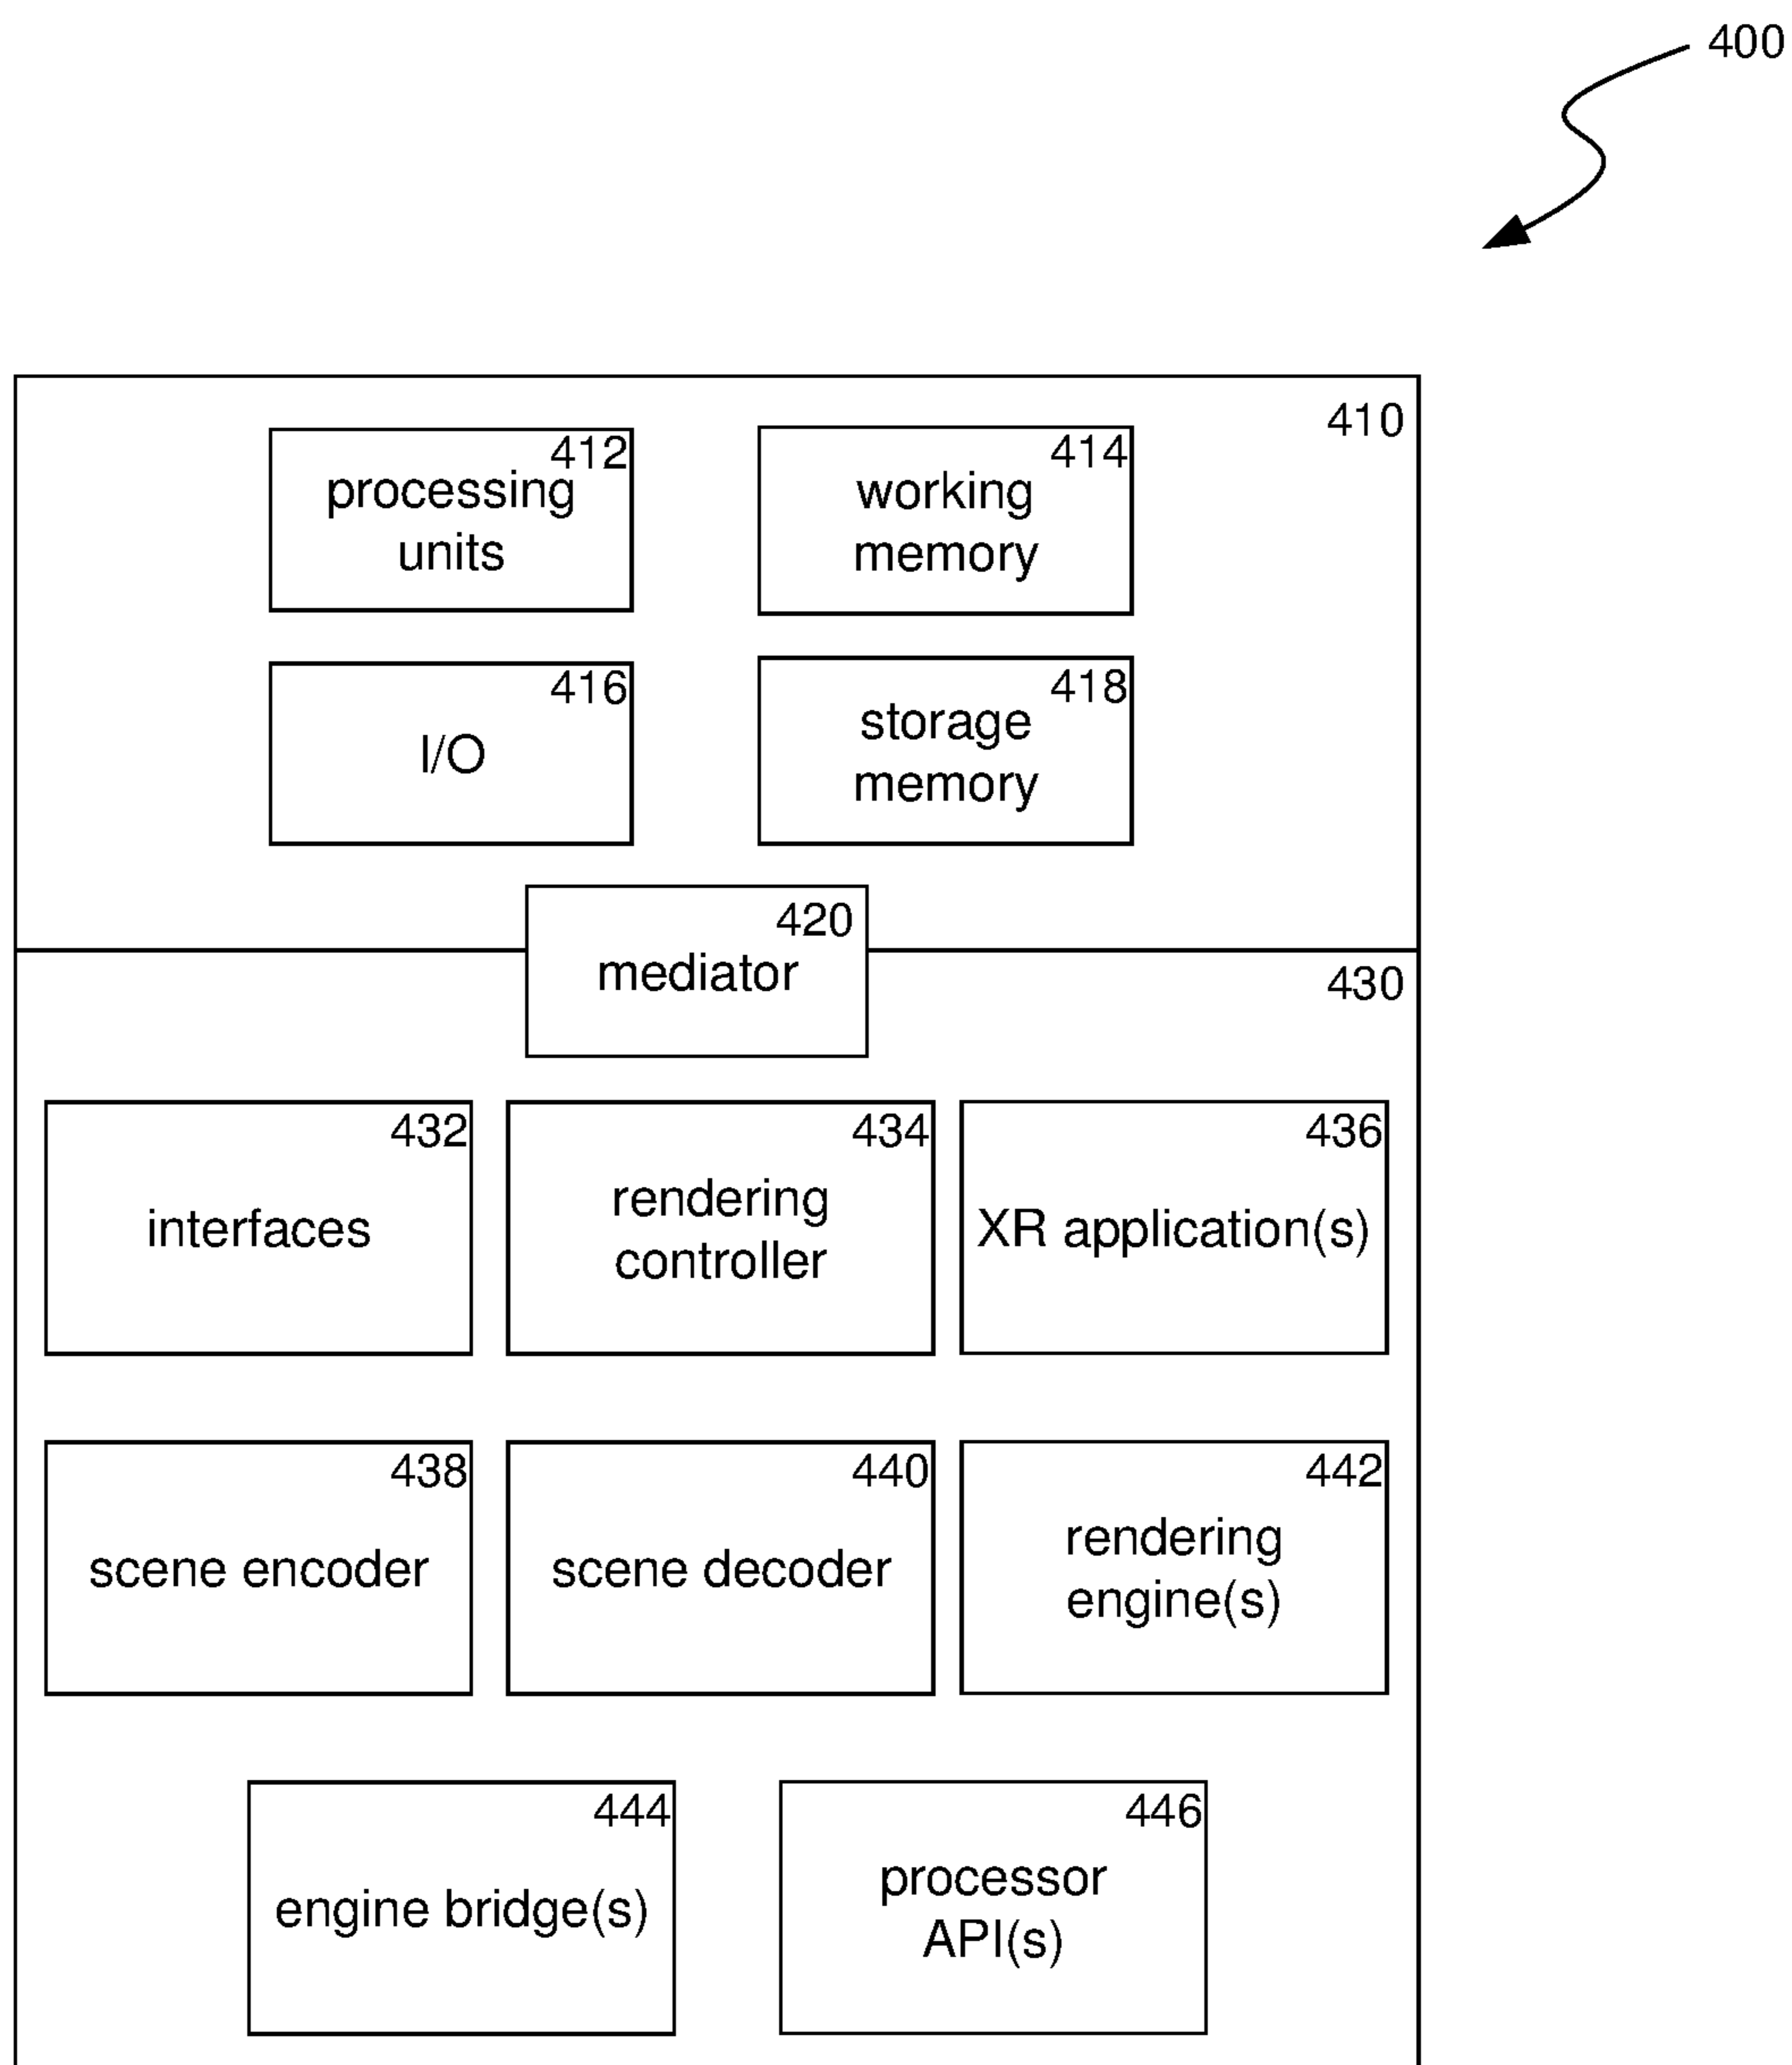 400
410
412
processing
units
414
working
memory
416
I/O
418
storage
memory
420
mediator
430
432
interfaces
434
rendering
controller
436
XR application(s)
438
scene encoder
440
scene decoder
442
rendering
engine(s)
444
engine bridge(s)
446
processor
API(s)